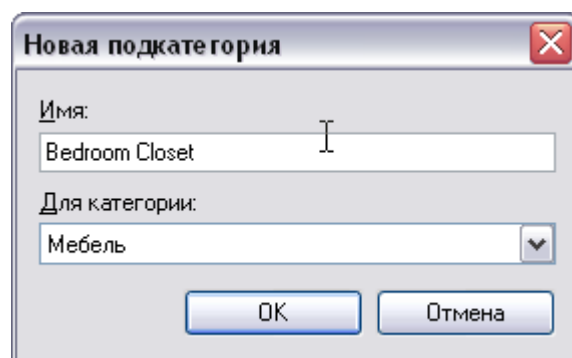 Новая подкатегория
Имя:
Bedroom Closet
Для категории:
Мебель
OK Отмена